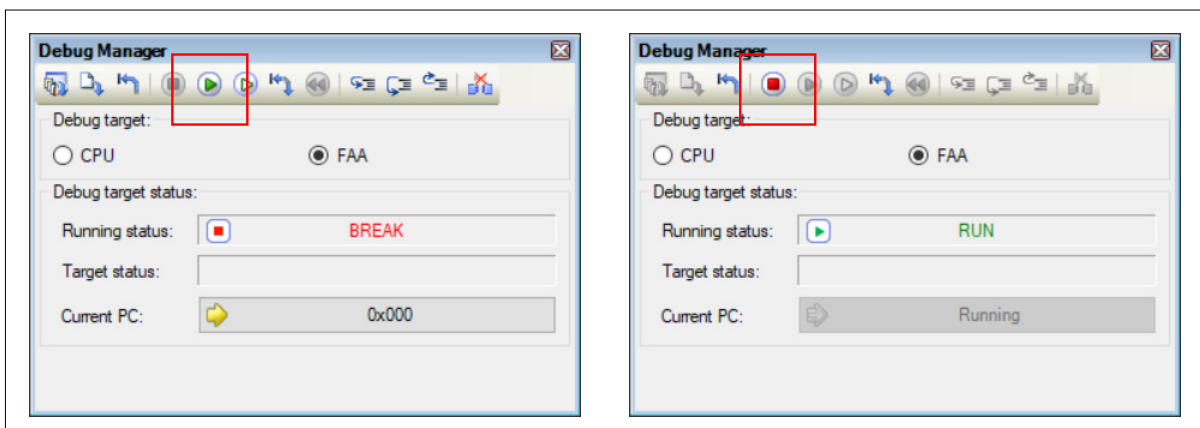 Debug Manager
Debug target:
CPU
FAA
Debug target status:
Running status:
BREAK
Target status:
Current PC:
0x000
Debug Manager
Debug target:
CPU
FAA
Debug target status:
Running status:
RUN
Target status:
Current PC:
Running